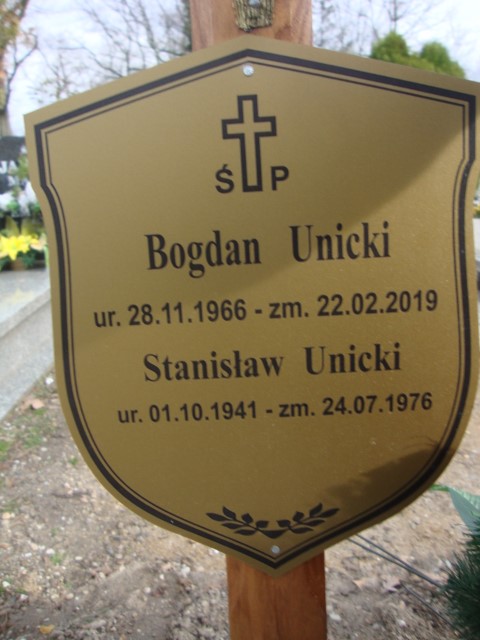 Ś P
Bogdan Unicki
ur. 28.11.1966 - zm. 22.02.2019
Stanisław Unicki
ur. 01.10.1941 - zm. 24.07.1976